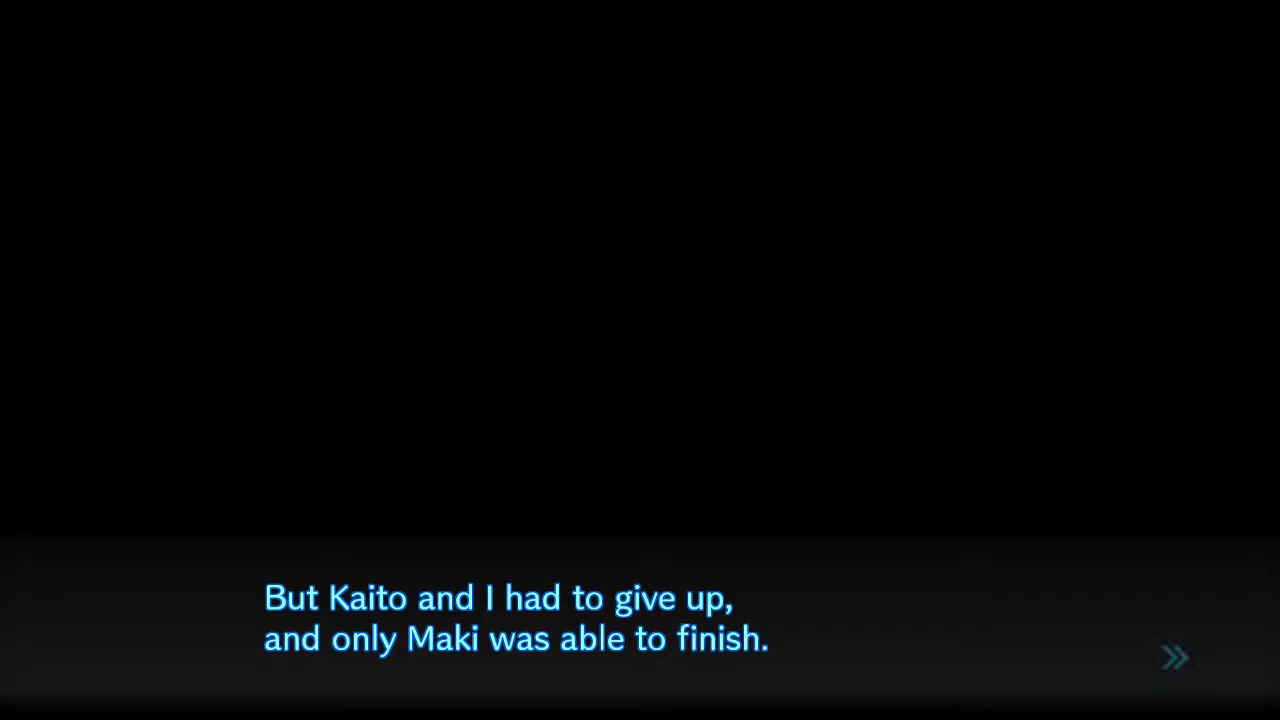 But Kaito and I had to give up,
and only Maki was able to finish.